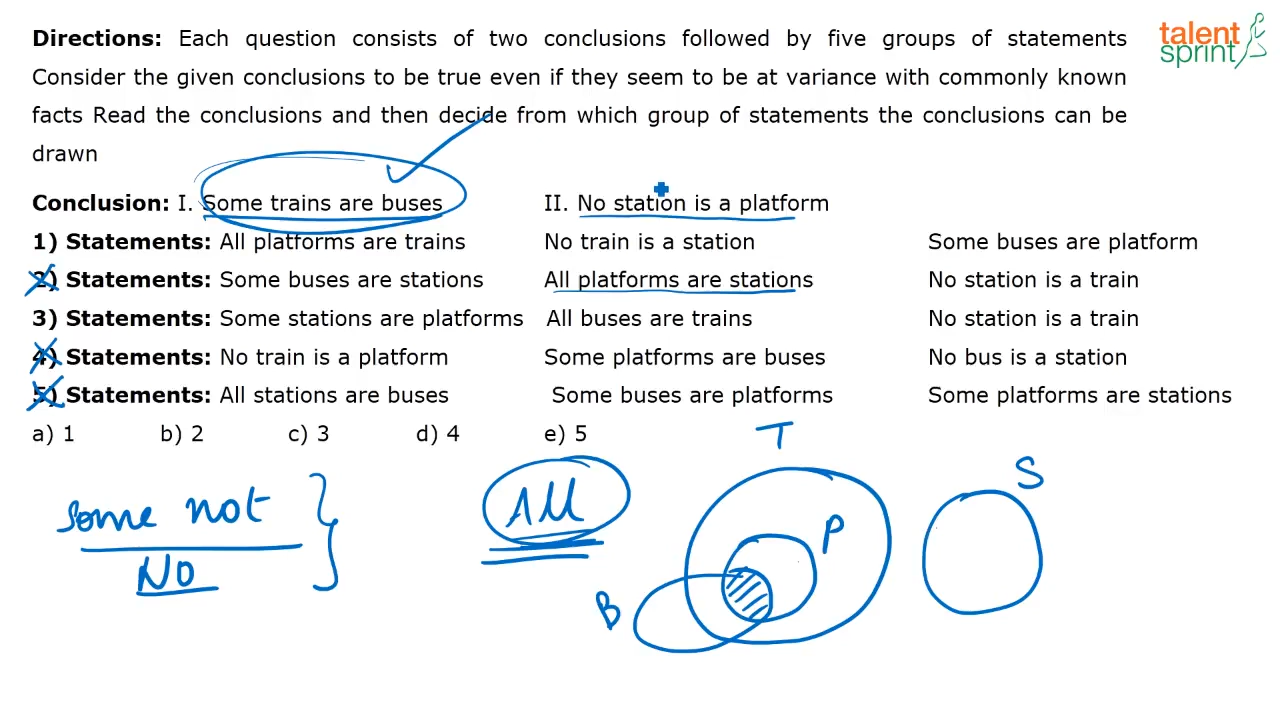 Directions: Each question consists of two conclusions followed by five groups of statements
Consider the given conclusions to be true even if they seem to be at variance with commonly known
facts Read the conclusions and then decide from which group of statements the conclusions can be
drawn
talent
sprint
Conclusion: I. Some trains are buses II. No station is a platform
1) Statements: All platforms are trains No train is a station Some buses are platform
2) Statements: Some buses are stations All platforms are stations No station is a train
3) Statements: Some stations are platforms All buses are trains No station is a train
4) Statements: No train is a platform Some platforms are buses No bus is a station
5) Statements: All stations are buses Some buses are platforms Some platforms are stations
a) 1 b) 2 c) 3 d) 4 e) 5
T
S
Some not
All
P
No
B